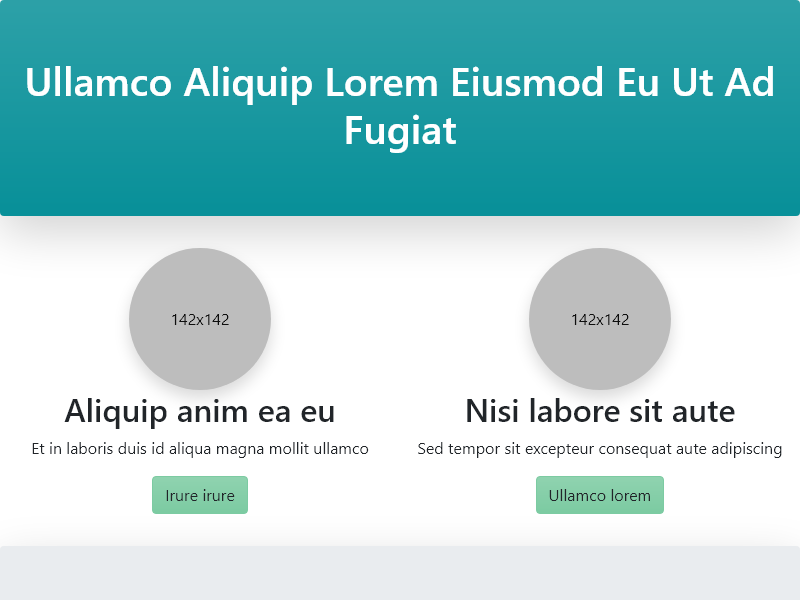 Ullamco Aliquip Lorem Eiusmod Eu Ut Ad
Fugiat
142x142
Aliquip anim ea eu
Et in laboris duis id aliqua magna mollit ullamco
Irure irure
142x142
Nisi labore sit aute
Sed tempor sit excepteur consequat aute adipiscing
Ullamco lorem